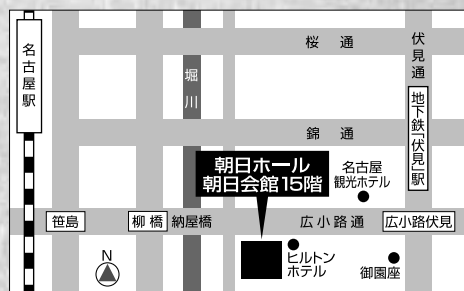 名古屋駅
桜通
伏見通
堀川
地下鉄「伏見」駅
錦通
朝日ホール
朝日会館15階
名古屋
観光ホテル
笹島
柳橋
納屋橋
広小路通
広小路伏見
N
ヒルトン
ホテル
御園座